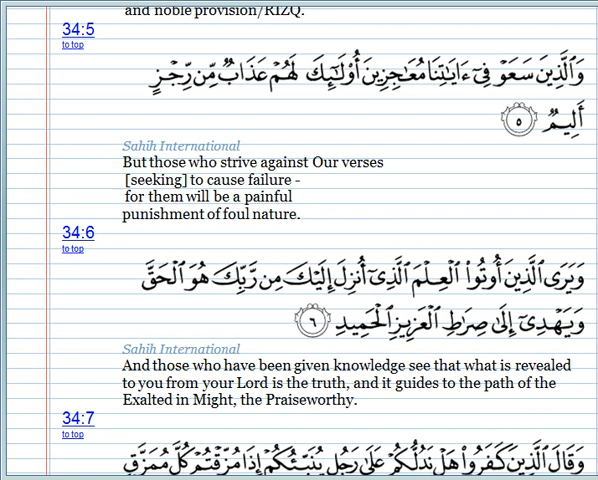 and noble provision/RIZQ.
34:5
to top
وَٱلَّذِينَ سَعَوْ فِىٓ ءَايَـٰتِنَا مُعَـٰجِزِينَ أُو۟لَـٰٓئِكَ لَهُمْ عَذَابٌ مِّن رِّجْزٍ
أَلِيمٌ ٥
Sahih International
But those who strive against Our verses
[seeking] to cause failure -
for them will be a painful
punishment of foul nature.
34:6
to top
وَيَرَى ٱلَّذِينَ أُوتُوا۟ ٱلْعِلْمَ ٱلَّذِىٓ أُنزِلَ إِلَيْكَ مِن رَّبِّكَ هُوَ ٱلْحَقَّ
وَيَهْدِىٓ إِلَىٰ صِرَٰطِ ٱلْعَزِيزِ ٱلْحَمِيدِ ٦
Sahih International
And those who have been given knowledge see that what is revealed
to you from your Lord is the truth, and it guides to the path of the
Exalted in Might, the Praiseworthy.
34:7
to top
وَقَالَ ٱلَّذِينَ كَفَرُوا۟ هَلْ نَدُلُّكُمْ عَلَىٰ رَجُلٍ يُنَبِّئُكُمْ إِذَا مُزِّقْتُمْ كُلَّ مُمَزَّقٍ